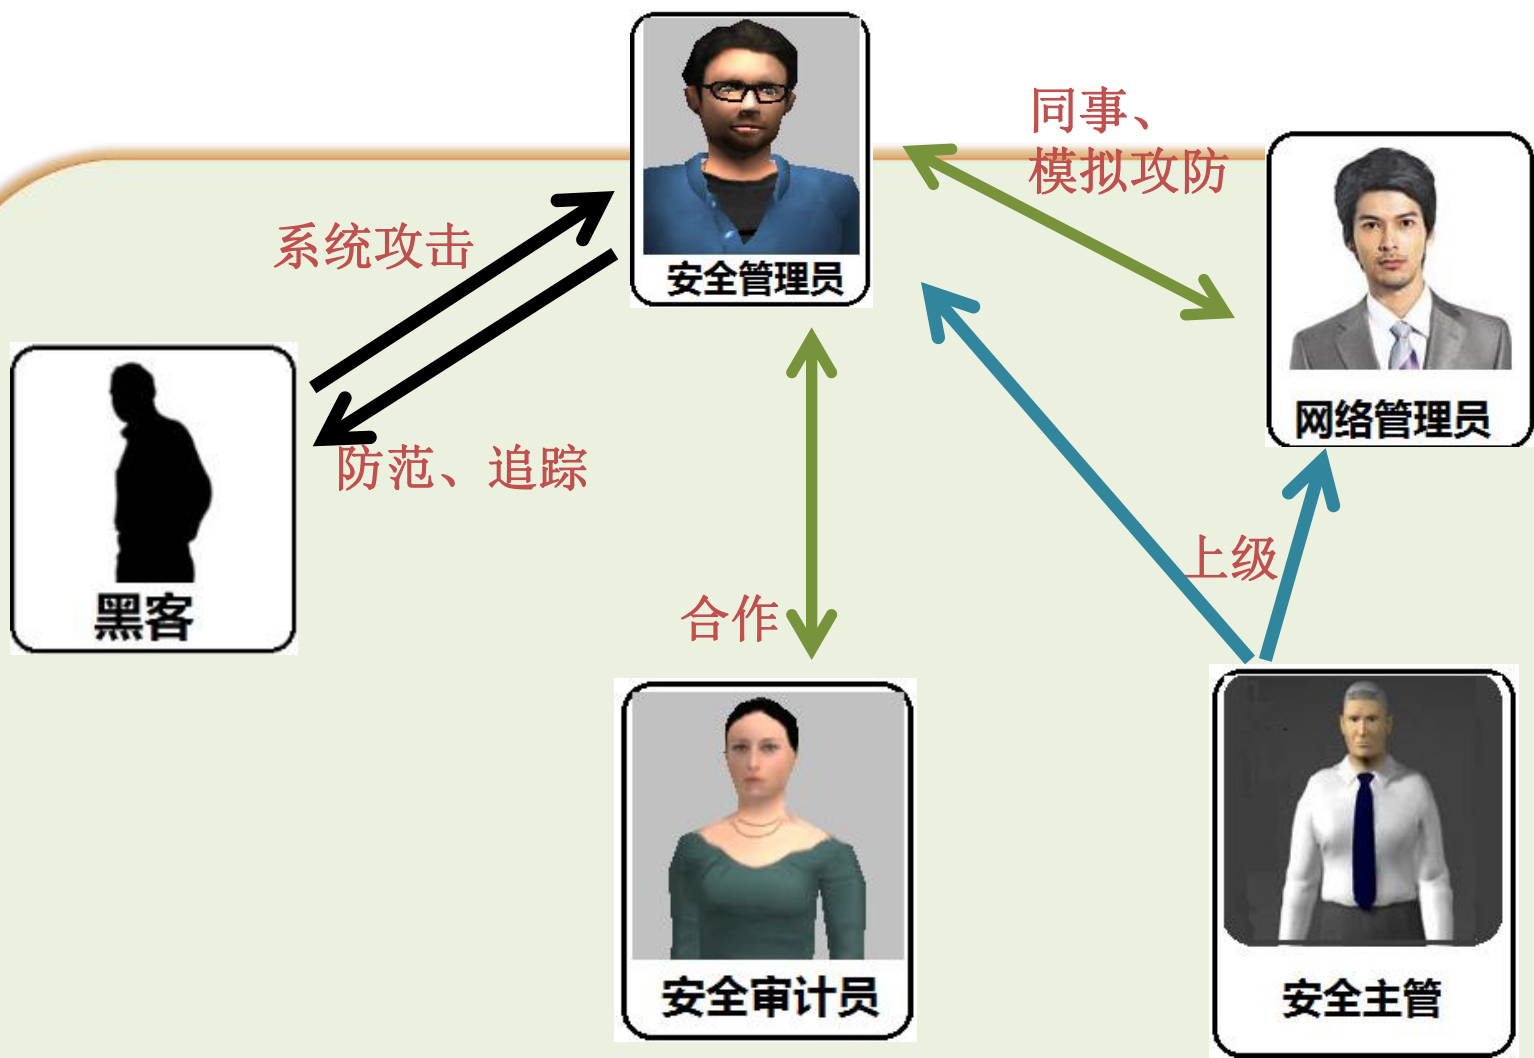 同事、
模拟攻防
系统攻击
安全管理员
网络管理员
防范、追踪
上级
黑客
合作
安全审计员
安全主管